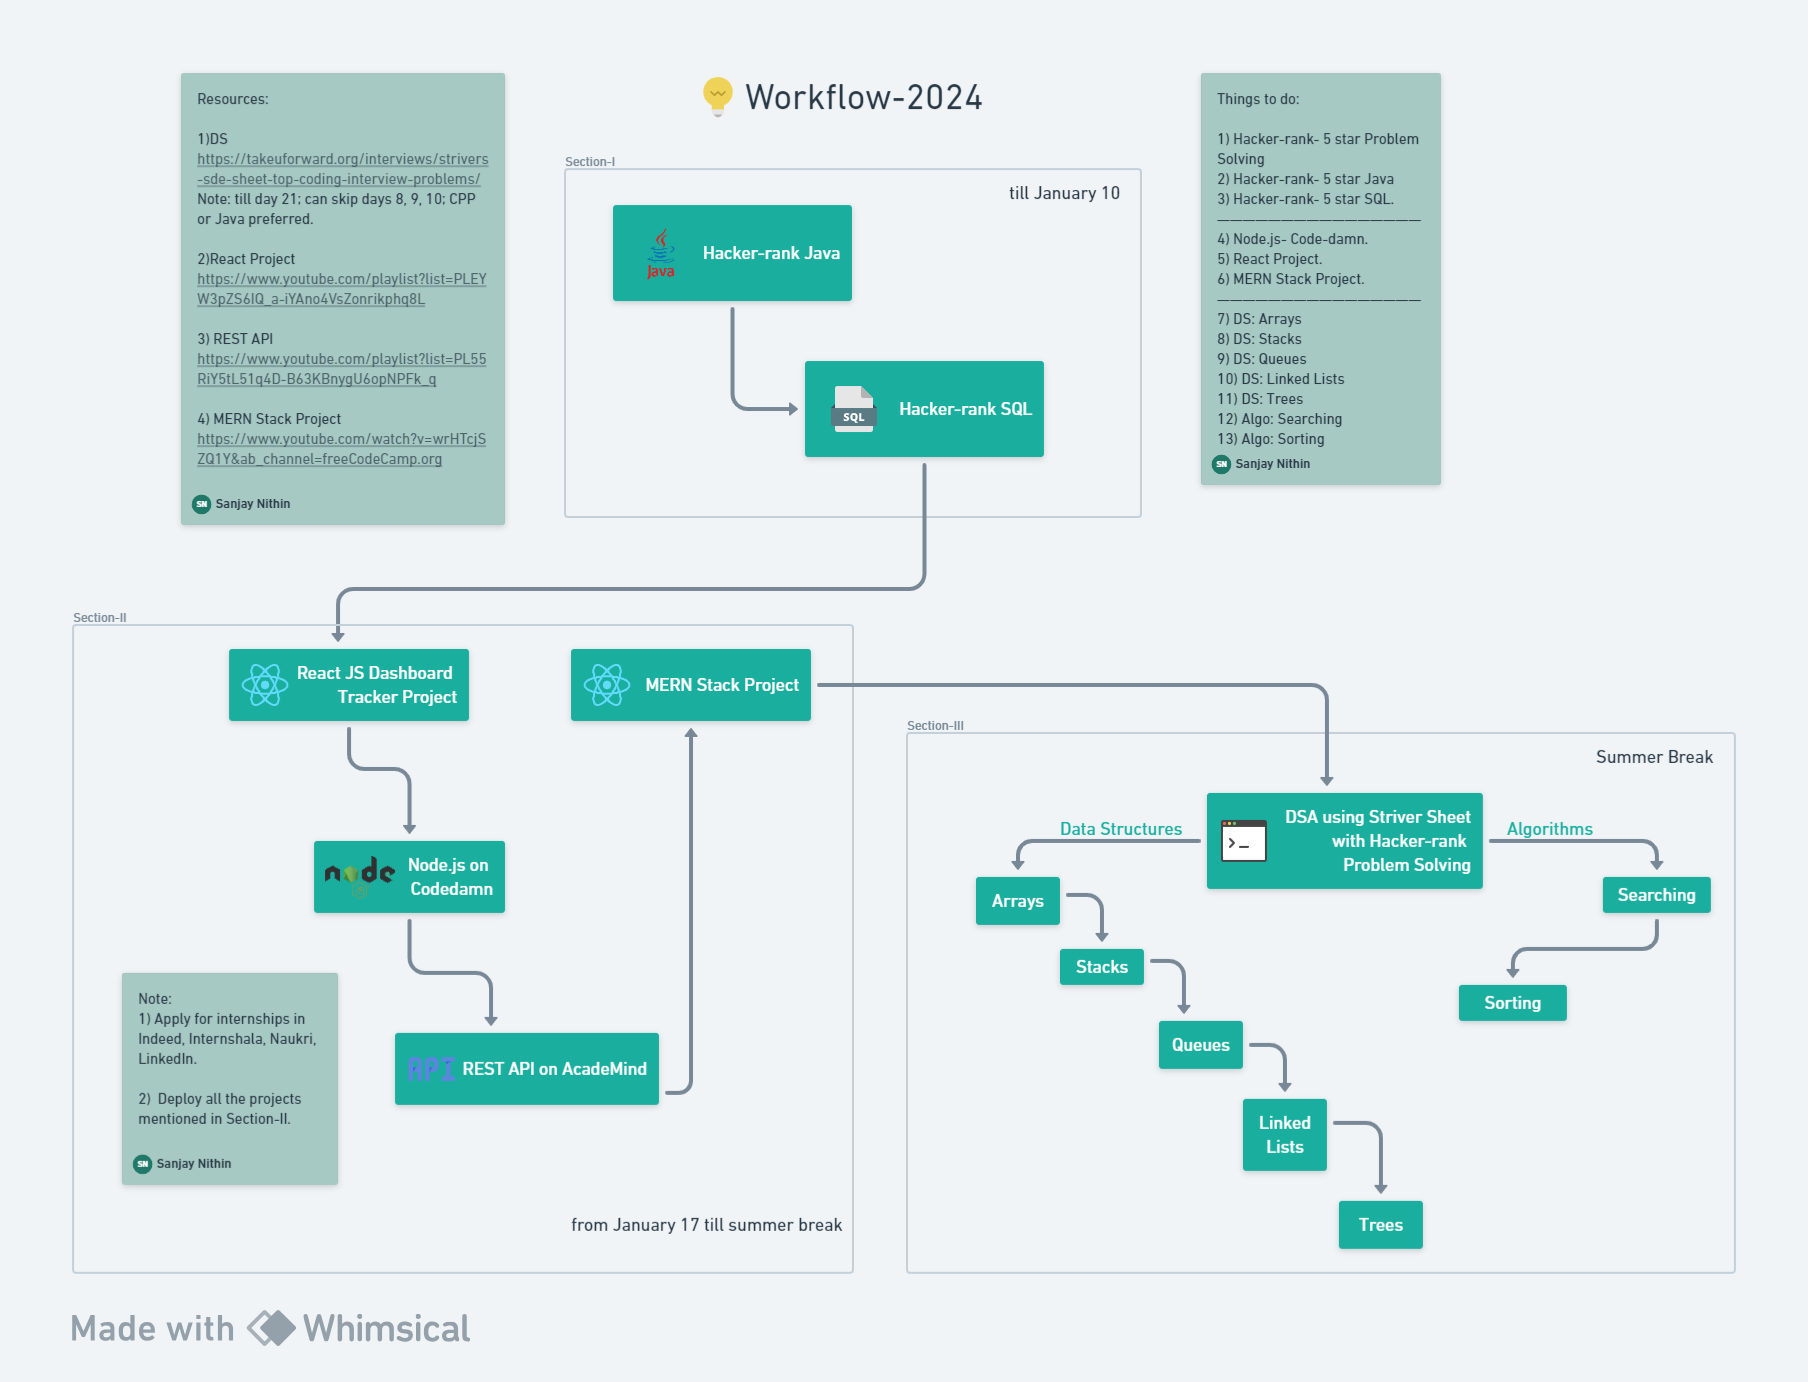 Workflow-2024
Resources:
1)DS
https://takeuforward.org/interviews/strivers
-sde-sheet-top-coding-interview-problems/
Note: till day 21; can skip days 8, 9, 10; CPP
or Java preferred.
2)React Project
https://www.youtube.com/playlist?list=PLEY
W3pZS6IQ_a-iYAno4VsZonrikphq8L
3) REST API
https://www.youtube.com/playlist?list=PL55
RiY5tL51q4D-B63KBnygU6opNPFk_q
4) MERN Stack Project
https://www.youtube.com/watch?v=wrHTcjS
ZQ1Y&ab_channel=freeCodeCamp.org
SN Sanjay Nithin
Section-I
till January 10
Java
Hacker-rank Java
SQL
Hacker-rank SQL
Things to do:
1) Hacker-rank- 5 star Problem
Solving
2) Hacker-rank- 5 star Java
3) Hacker-rank- 5 star SQL.
————————————————
4) Node.js- Code-damn.
5) React Project.
6) MERN Stack Project.
————————————————
7) DS: Arrays
8) DS: Stacks
9) DS: Queues
10) DS: Linked Lists
11) DS: Trees
12) Algo: Searching
13) Algo: Sorting
SN Sanjay Nithin
Section-II
React JS Dashboard
Tracker Project
MERN Stack Project
node
Node.js on
Codedamn
API
REST API on AcadeMind
Note:
1) Apply for internships in
Indeed, Internshala, Naukri,
LinkedIn.
2) Deploy all the projects
mentioned in Section-II.
SN Sanjay Nithin
from January 17 till summer break
Section-III
Summer Break
DSA using Striver Sheet
with Hacker-rank
Problem Solving
Data Structures
Algorithms
Arrays
Stacks
Queues
Linked
Lists
Trees
Searching
Sorting
Made with Whimsical